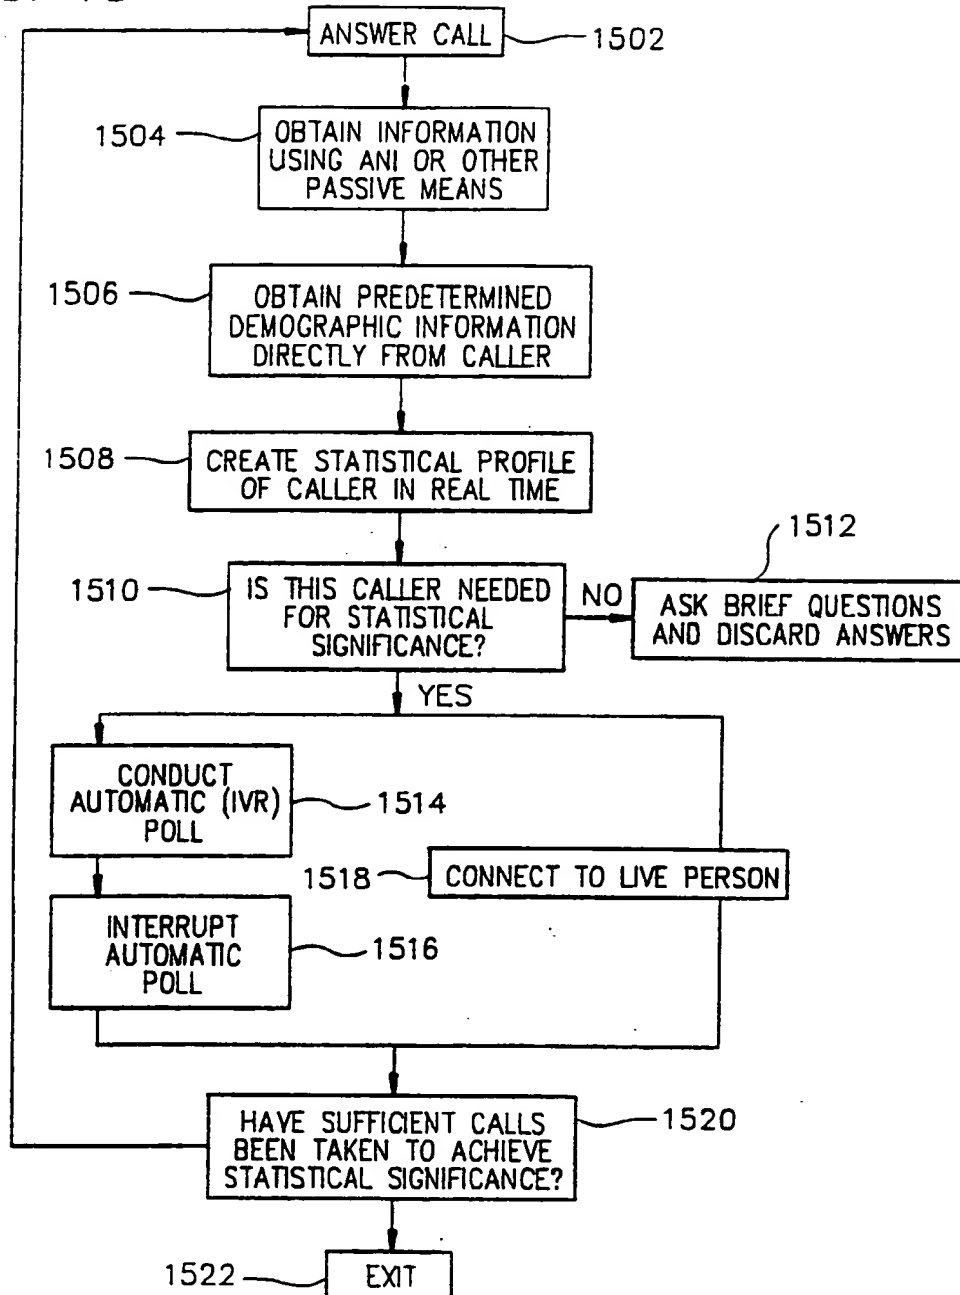 ANSWER CALL
1502
1504
OBTAIN INFORMATION
USING ANI OR OTHER
PASSIVE MEANS
1506
OBTAIN PREDETERMINED
DEMOGRAPHIC INFORMATION
DIRECTLY FROM CALLER
1508
CREATE STATISTICAL PROFILE
OF CALLER IN REAL TIME
1510
IS THIS CALLER NEEDED
FOR STATISTICAL
SIGNIFICANCE?
NO
1512
ASK BRIEF QUESTIONS
AND DISCARD ANSWERS
YES
CONDUCT
AUTOMATIC (IVR)
POLL
1514
1518
CONNECT TO LIVE PERSON
INTERRUPT
AUTOMATIC
POLL
1516
HAVE SUFFICIENT CALLS
BEEN TAKEN TO ACHIEVE
STATISTICAL SIGNIFICANCE?
1520
1522
EXIT